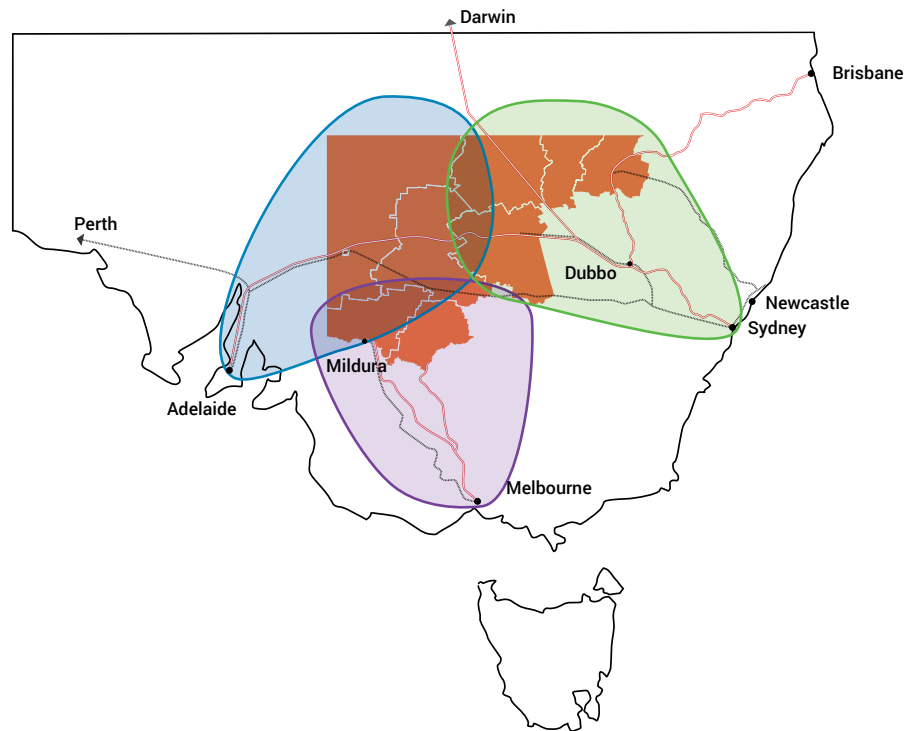 Darwin
Brisbane
Perth
Dubbo
Newcastle
Sydney
Mildura
Adelaide
Melbourne